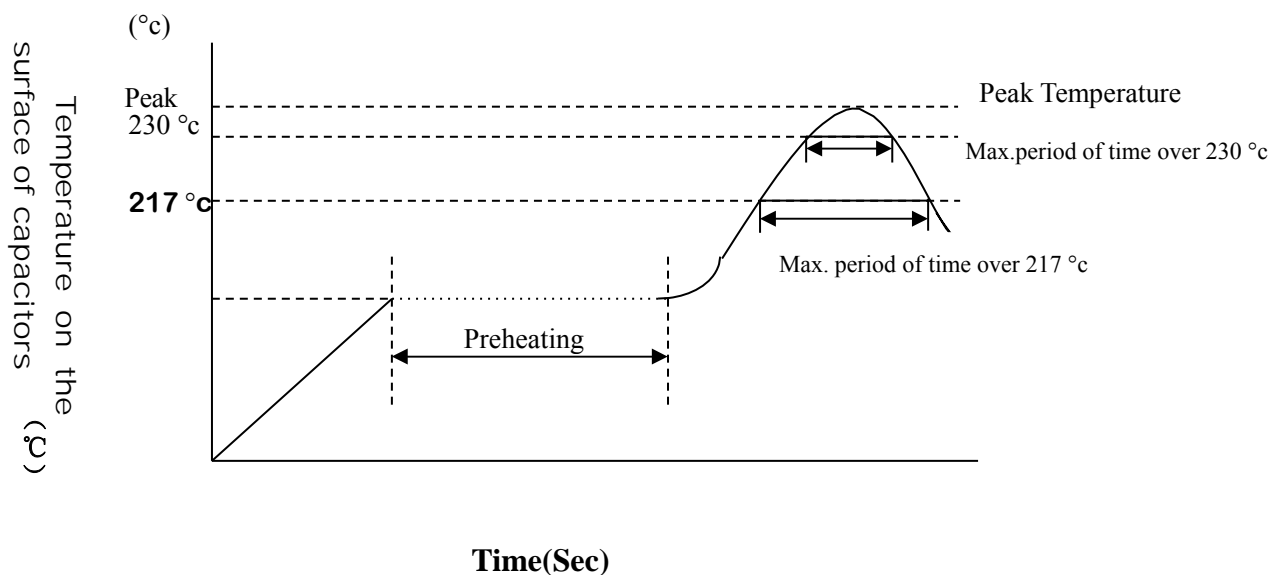 (°c)
Temperature on the
surface of capacitors (℃)
Peak
230 °c
217 °c
Peak Temperature
Max.period of time over 230 °c
Max. period of time over 217 °c
Preheating
Time(Sec)